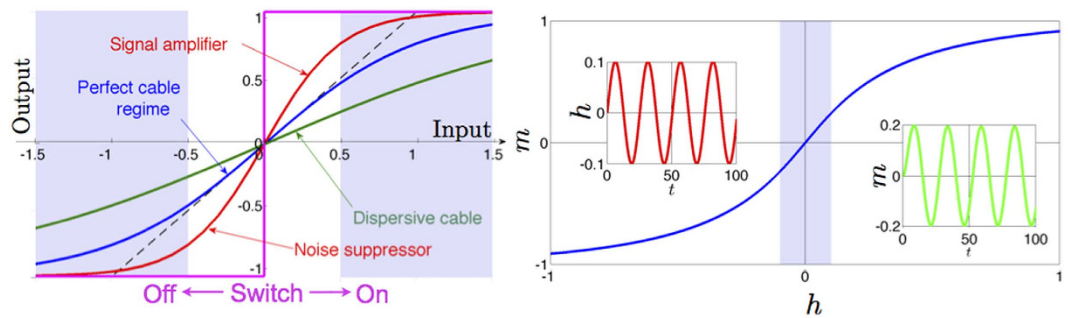 Output
1
0.5
0
-0.5
-1
Signal amplifier
Perfect cable
regime
Input
-1.5
-1
-0.5
0
0.5
1
1.5
Dispersive cable
Noise suppressor
Off
Switch
On
m
1
0
-1
-1
0
1
h
h
0.1
0
-0.1
0
50
100
t
m
0.2
0
-0.2
0
50
100
t